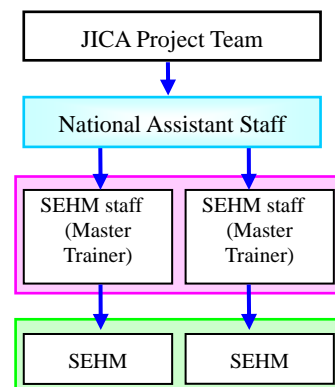 JICA Project Team
National Assistant Staff
SEHM staff
(Master
Trainer)
SEHM staff
(Master
Trainer)
SEHM
SEHM